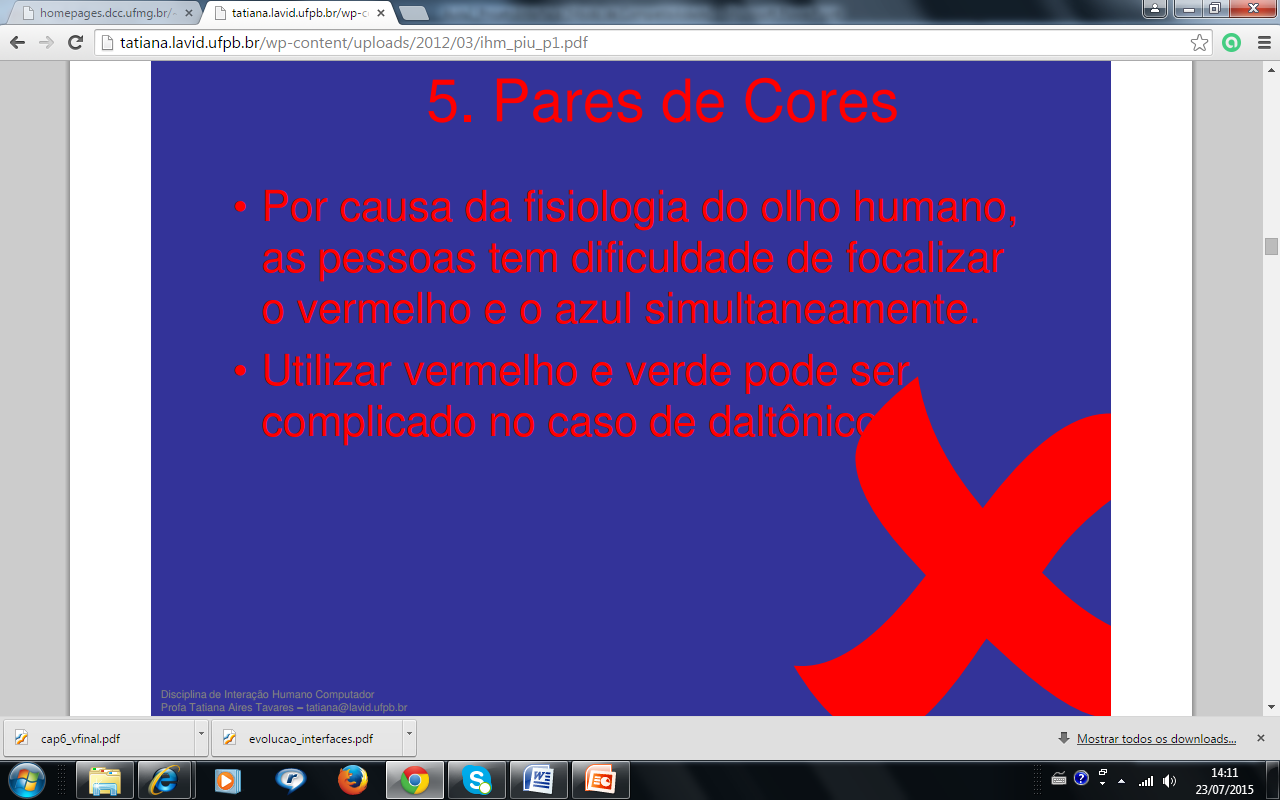 homepages.dcc.ufmg.br/
tatiana.lavid.ufpb.br/wp-c
tatiana.lavid.ufpb.br/wp-content/uploads/2012/03/ihm_piu_p1.pdf
5. Pares de Cores
• Por causa da fisiologia do olho humano,
as pessoas tem dificuldade de focalizar
o vermelho e o azul simultaneamente.
• Utilizar vermelho e verde pode ser
complicado no caso de daltônico
Disciplina de Interação Humano Computador
Profa Tatiana Aires Tavares – tatiana@lavid.ufpb.br
cap6_vfinal.pdf
evolucao_interfaces.pdf
Mostrar todos os downloads...
14:11
23/07/2015